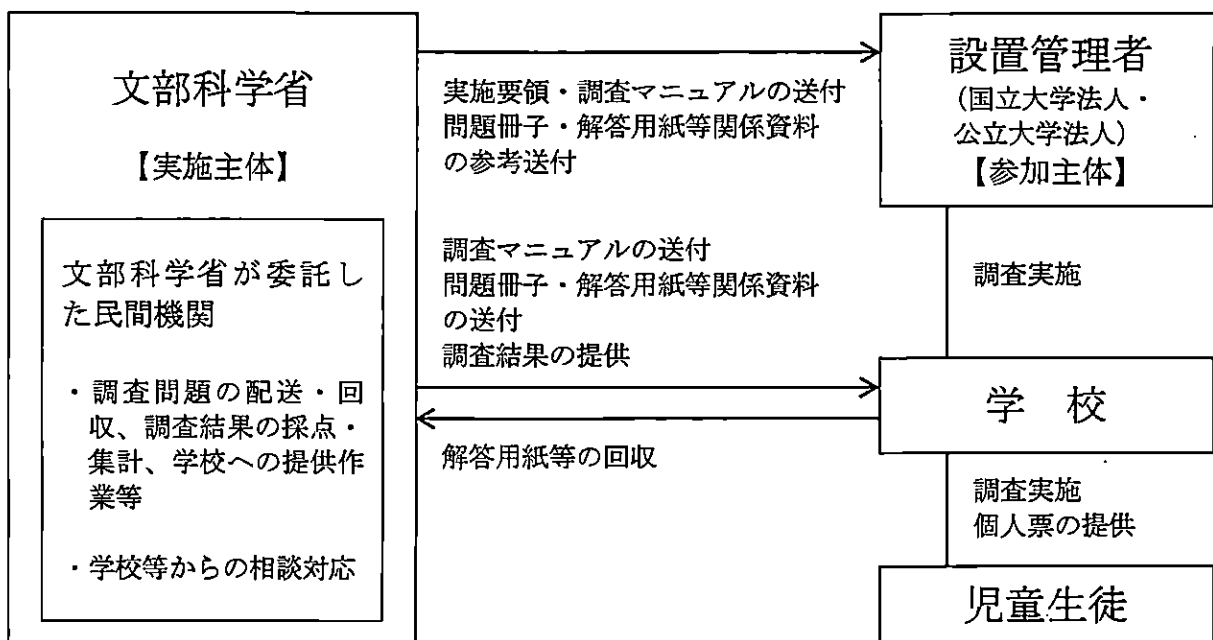 文部科学省
【実施主体】
文部科学省が委託し
た民間機関
・調査問題の配送・回
収、調査結果の採点・
集計、学校への提供作
業等
・学校等からの相談対応
実施要領・調査マニュアルの送付
問題冊子・解答用紙等関係資料
の参考送付
調査マニュアルの送付
問題冊子・解答用紙等関係資料
の送付
調査結果の提供
解答用紙等の回収
設置管理者
(国立大学法人・
公立大学法人)
【参加主体】
調査実施
学 校
調査実施
個人票の提供
児童生徒